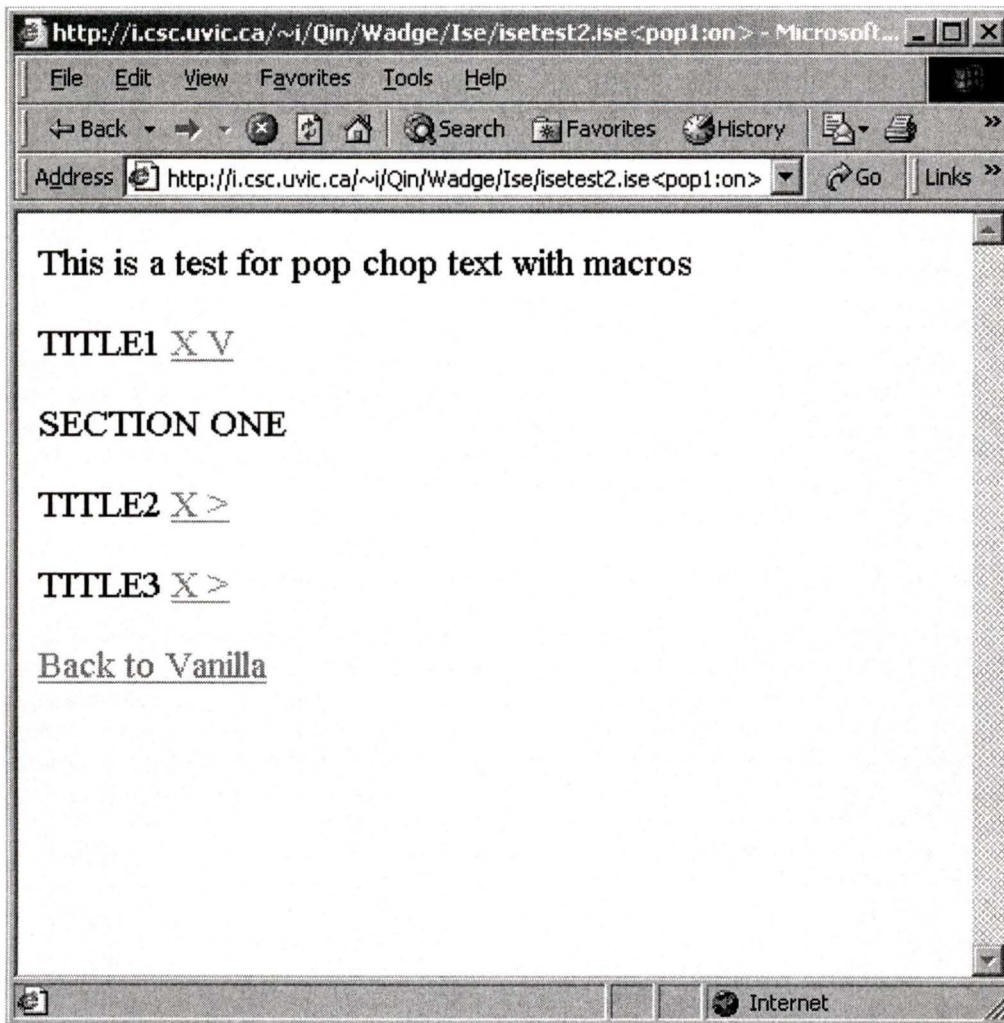 http://i.csc.uvic.ca/~i/Qin/Wadge/Ise/isetest2.ise<pop1:on> - Microsoft...
File Edit View Favorites Tools Help
Back Search Favorites History »
Address http://i.csc.uvic.ca/~i/Qin/Wadge/Ise/isetest2.ise<pop1:on> Go Links »
This is a test for pop chop text with macros
TITLE1 X V
SECTION ONE
TITLE2 X >
TITLE3 X >
Back to Vanilla
Internet